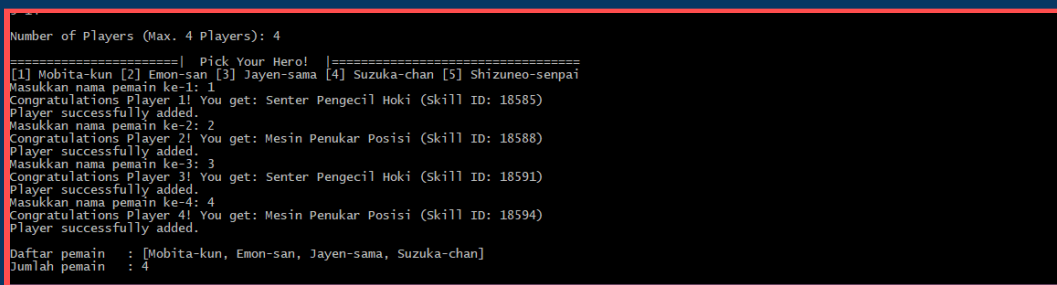 Number of Players (Max. 4 Players): 4
=======================| Pick Your Hero! |==================================
[1] Mobita-kun [2] Emon-san [3] Jayen-sama [4] Suzuka-chan [5] Shizuneo-senpai
Masukkan nama pemain ke-1: 1
Congratulations Player 1! You get: Senter Pengecil Hoki (Skill ID: 18585)
Player successfully added.
Masukkan nama pemain ke-2: 2
Congratulations Player 2! You get: Mesin Penukar Posisi (Skill ID: 18588)
Player successfully added.
Masukkan nama pemain ke-3: 3
Congratulations Player 3! You get: Senter Pengecil Hoki (Skill ID: 18591)
Player successfully added.
Masukkan nama pemain ke-4: 4
Congratulations Player 4! You get: Mesin Penukar Posisi (Skill ID: 18594)
Player successfully added.
Daftar pemain : [Mobita-kun, Emon-san, Jayen-sama, Suzuka-chan]
Jumlah pemain : 4